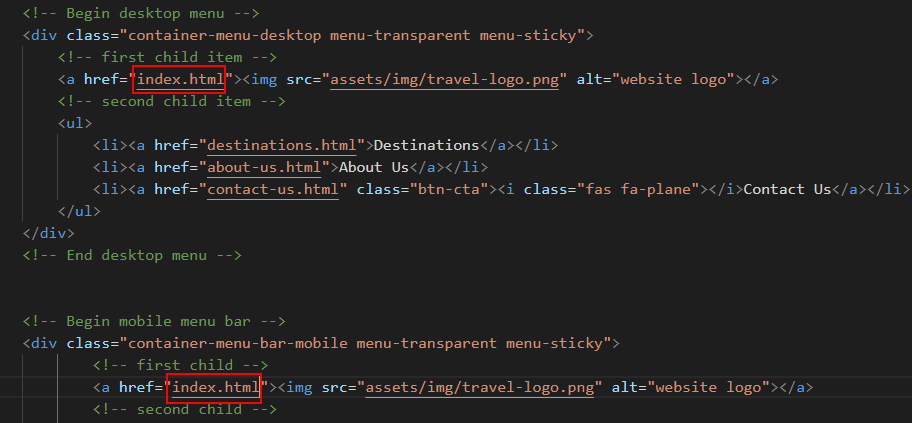 <!-- Begin desktop menu -->
<div class="container-menu-desktop menu-transparent menu-sticky">
<!-- first child item -->
<a href="index.html"><img src="assets/img/travel-logo.png" alt="website logo"></a>
<!-- second child item -->
<ul>
<li><a href="destinations.html">Destinations</a></li>
<li><a href="about-us.html">About Us</a></li>
<li><a href="contact-us.html" class="btn-cta"><i class="fas fa-plane"></i>Contact Us</a></li>
</ul>
</div>
<!-- End desktop menu -->
<!-- Begin mobile menu bar -->
<div class="container-menu-bar-mobile menu-transparent menu-sticky">
<!-- first child -->
<a href="index.html"><img src="assets/img/travel-logo.png" alt="website logo"></a>
<!-- second child -->